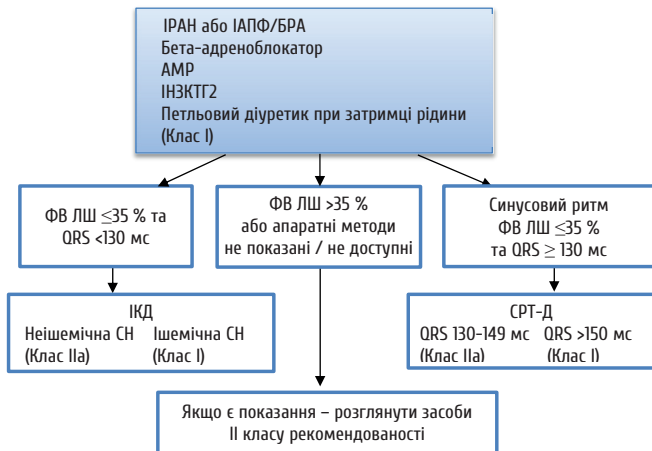 ІРАН або ІАПФ/БРА
Бета-адреноблокатор
АМР
ІНЗКТГ2
Петльовий діуретик при затримці рідини
(Клас І)
ФВ ЛШ ≤35 % та
QRS <130 мс
ФВ ЛШ >35 %
або апаратні методи
не показані / не доступні
Синусовий ритм
ФВ ЛШ ≤35 %
та QRS ≥ 130 мс
ІКД
Неішемічна СН Ішемічна СН
(Клас ІІа) (Клас І)
СРТ-Д
QRS 130-149 мс QRS >150 мс
(Клас ІІа) (Клас І)
Якщо є показання – розглянути засоби
ІІ класу рекомендованості